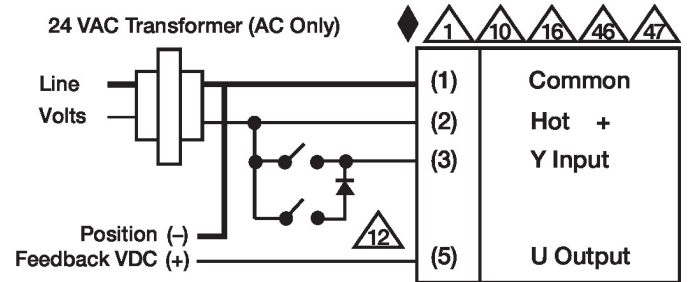 24 VAC Transformer (AC Only)
1 10 16 46 47
Line
Volts
(1) Common
(2) Hot +
(3) Y Input
12
Position (–)
Feedback VDC (+)
(5) U Output